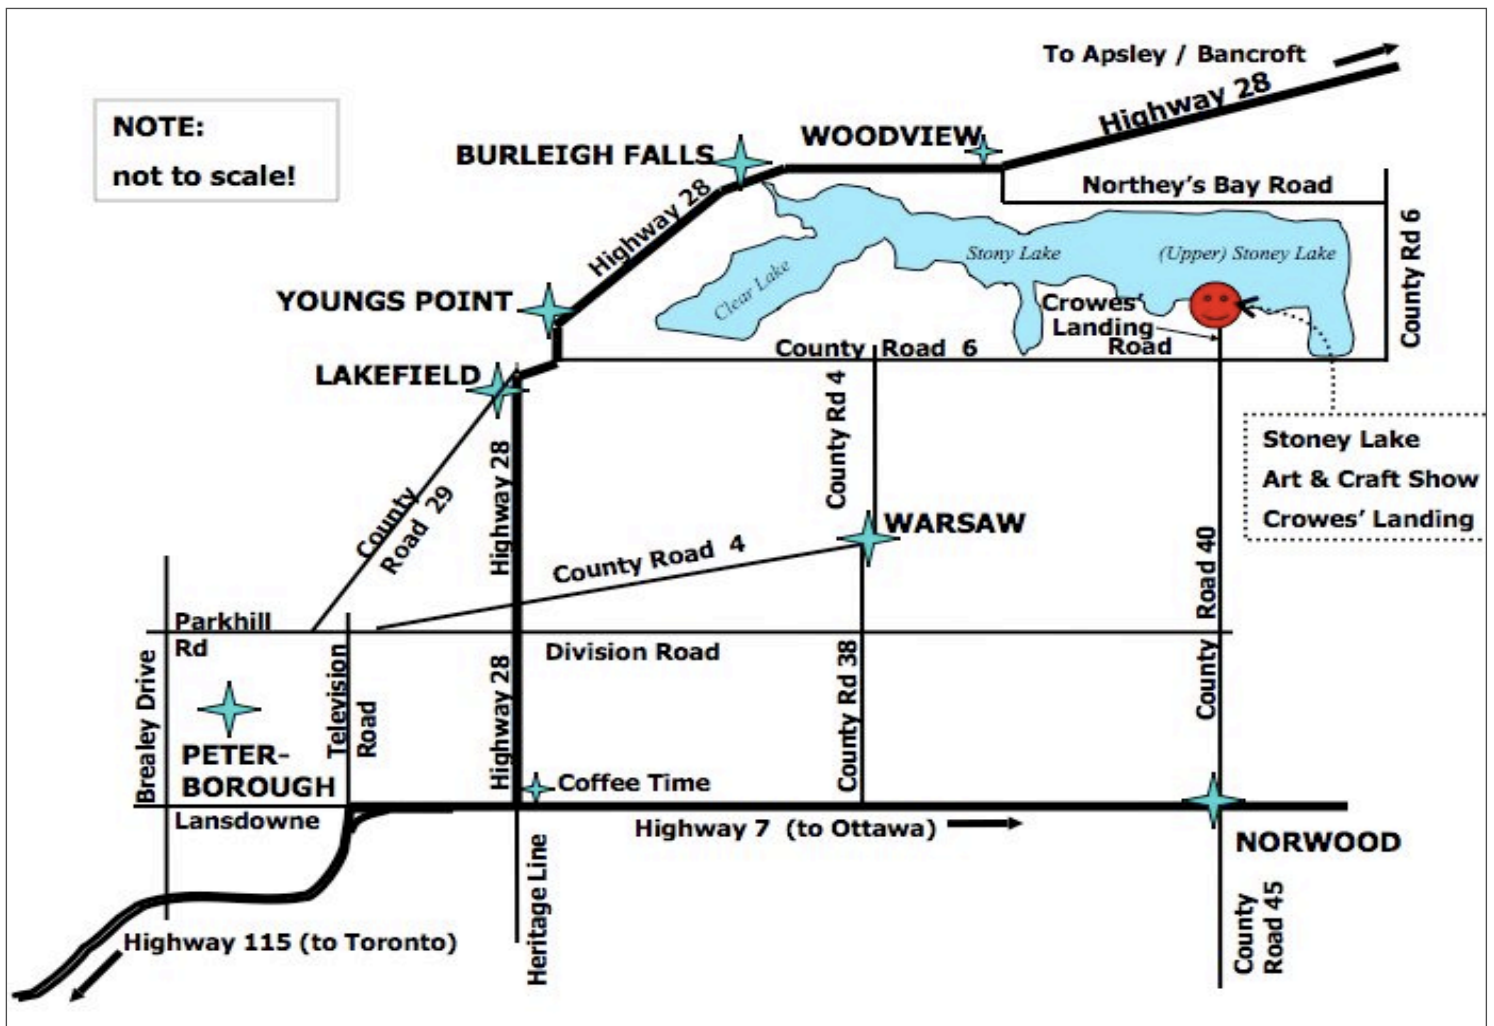 To Apsley / Bancroft
Highway 28
NOTE:
not to scale!
WOODVIEW
BURLEIGH FALLS
Northey's Bay Road
Highway 28
County Rd 6
Stony Lake
(Upper) Stoney Lake
Clear Lake
YOUNGS POINT
Crowes'
Landing
Road
County Road 6
LAKEFIELD
County Rd 4
Stoney Lake
Art & Craft Show
Crowes' Landing
Highway 28
County
Road 29
WARSAW
County Road 4
County Road 40
Parkhill
Rd
Division Road
Brealey Drive
Television
Road
Highway 28
County Rd 38
PETER-
BOROUGH
Coffee Time
Lansdowne
Highway 7 (to Ottawa)
NORWOOD
Heritage Line
County
Road 45
Highway 115 (to Toronto)